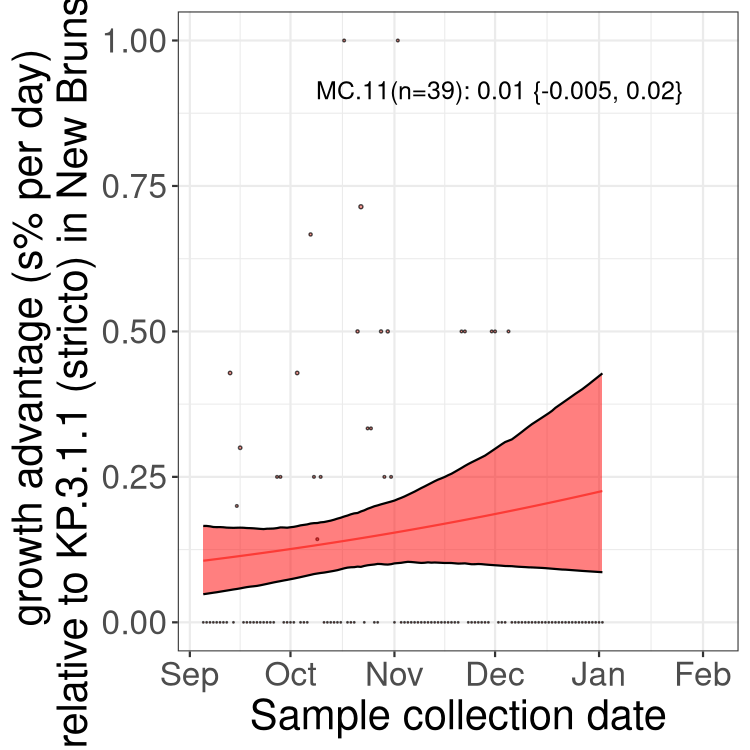 growth advantage (s% per day)
relative to KP.3.1.1 (stricto) in New Bruns
1.00
0.75
0.50
0.25
0.00
MC.11(n=39): 0.01 {-0.005, 0.02}
Sep Oct Nov Dec Jan Feb
Sample collection date